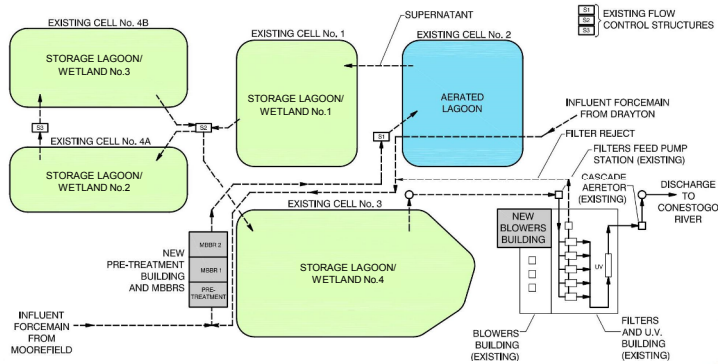 EXISTING CELL No. 4B
STORAGE LAGOON/
WETLAND No.3
S3
EXISTING CELL No. 4A
STORAGE LAGOON/
WETLAND No.2
S2
EXISTING CELL No. 1
STORAGE LAGOON/
WETLAND No.1
SUPERNATANT
EXISTING CELL No. 2
AERATED
LAGOON
S1
S1
S2
S3
EXISTING FLOW
CONTROL STRUCTURES
INFLUENT FORCEMAIN
FROM DRAYTON
FILTER REJECT
FILTERS FEED PUMP
STATION (EXISTING)
CASCADE
AERETOR
(EXISTING)
DISCHARGE
TO
CONESTOGO
RIVER
EXISTING CELL No. 3
STORAGE LAGOON/
WETLAND No.4
NEW
PRE-TREATMENT
BUILDING
AND MBBRS
MBBR 2
MBBR 1
PRE-
TREATMENT
INFLUENT
FORCEMAIN
FROM
MOOREFIELD
NEW
BLOWERS
BUILDING
UV
BLOWERS
BUILDING
(EXISTING)
FILTERS
AND U.V.
BUILDING
(EXISTING)